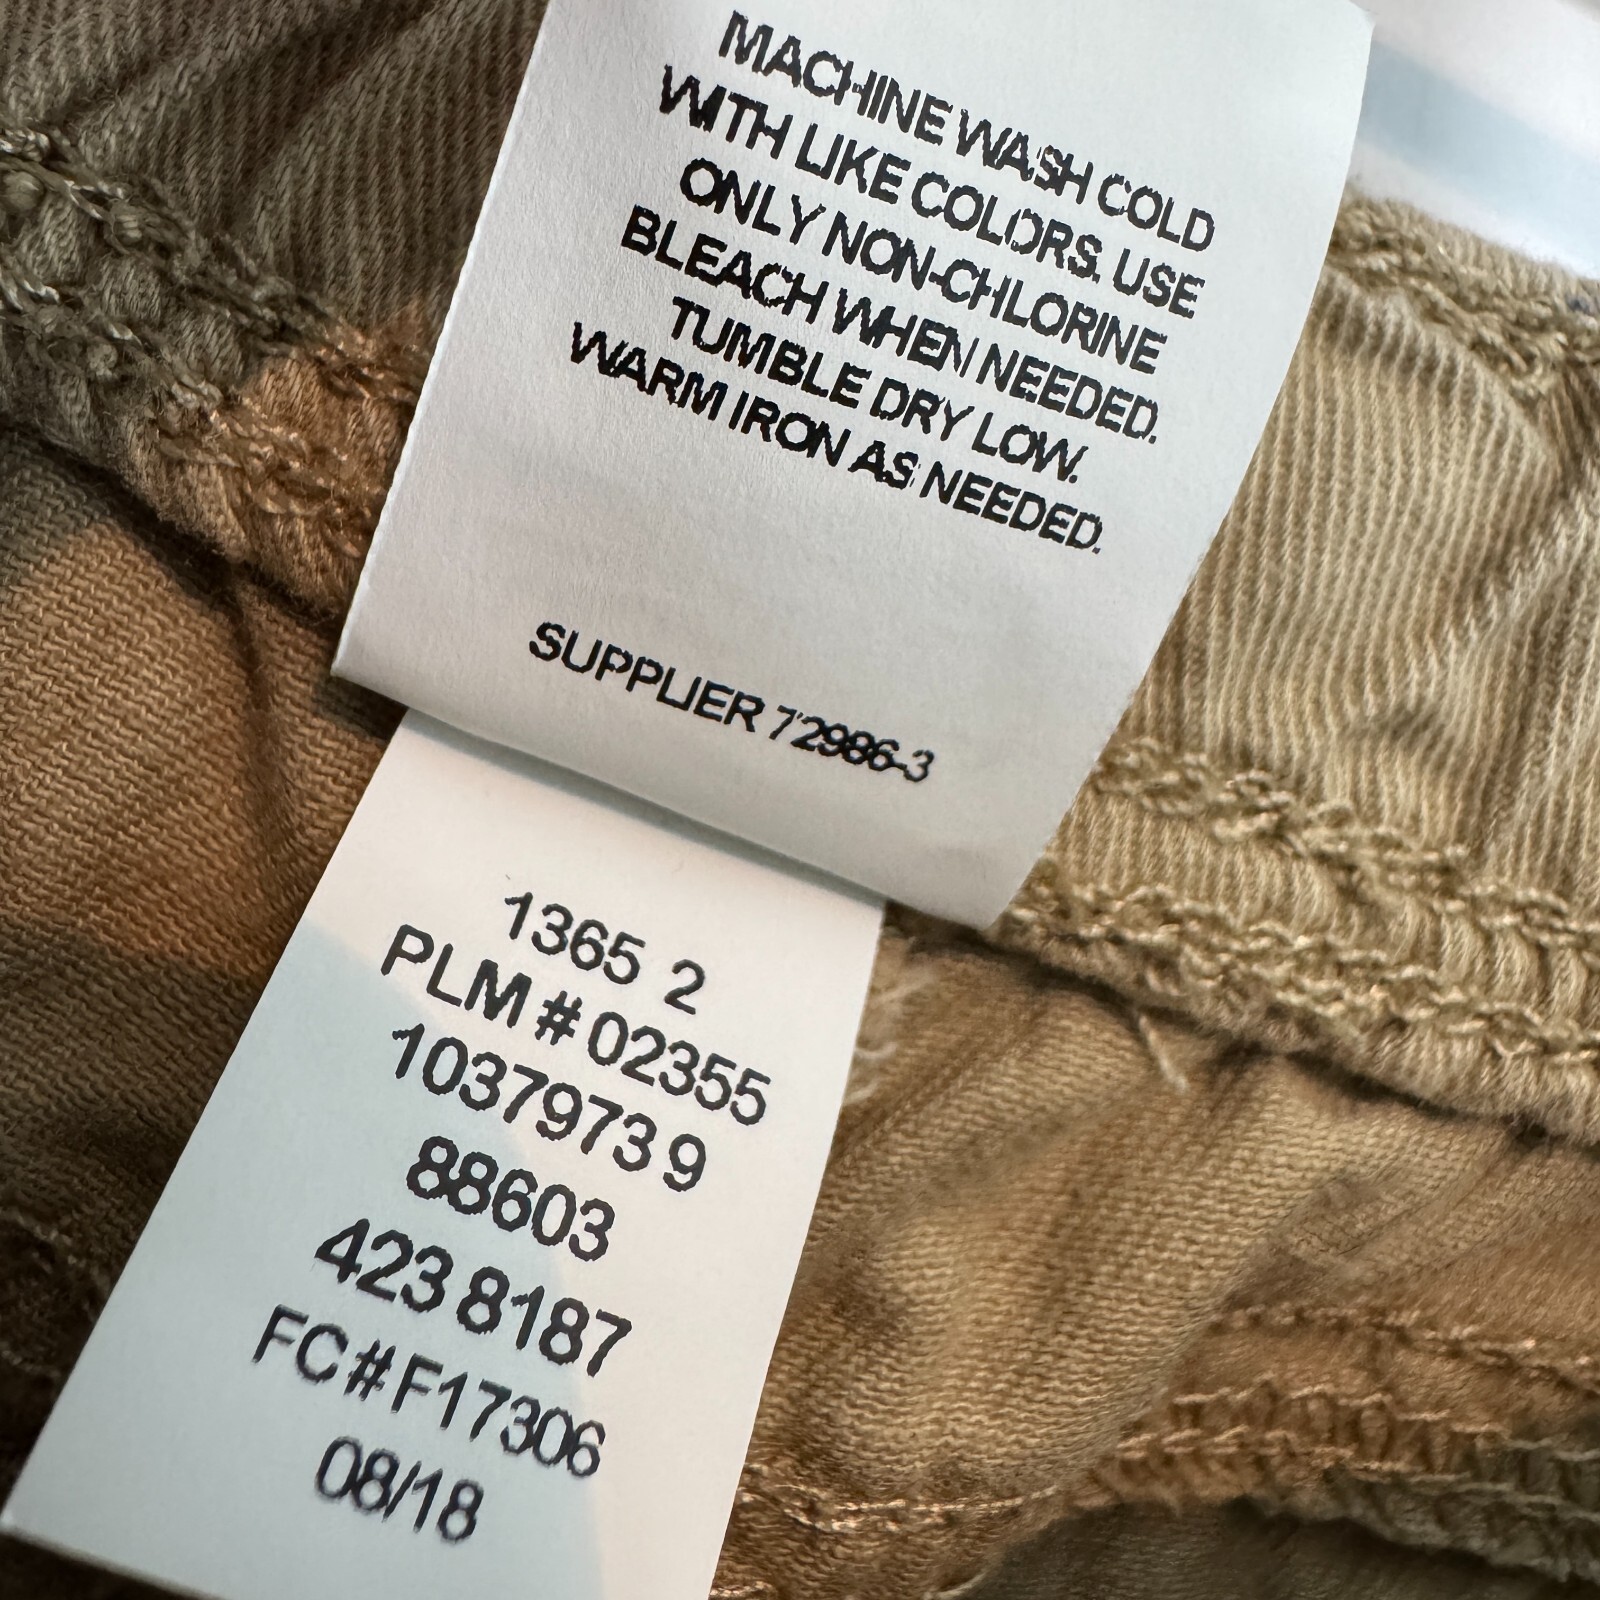 MACHINE WASH COLD
WITH LIKE COLORS. USE
ONLY NON-CHLORINE
BLEACH WHEN NEEDED.
TUMBLE DRY LOW.
WARM IRON AS NEEDED.
SUPPLIER 72986-3
1365 2
PLM # 02355
1037973 9
88603
423 8187
FC#F17306
08/18